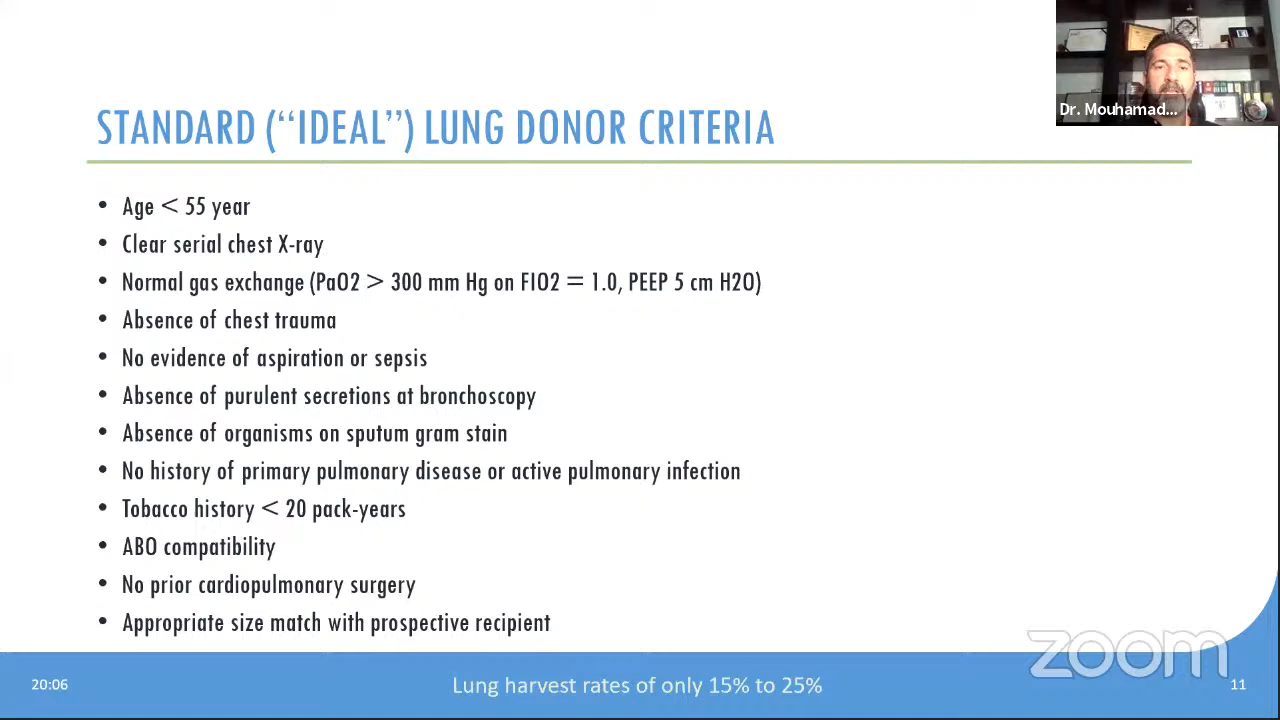 Dr. Mouhamad...
STANDARD (“IDEAL”) LUNG DONOR CRITERIA
• Age < 55 year
• Clear serial chest X-ray
• Normal gas exchange (PaO2 > 300 mm Hg on FIO2 = 1.0, PEEP 5 cm H2O)
• Absence of chest trauma
• No evidence of aspiration or sepsis
• Absence of purulent secretions at bronchoscopy
• Absence of organisms on sputum gram stain
• No history of primary pulmonary disease or active pulmonary infection
• Tobacco history < 20 pack-years
• ABO compatibility
• No prior cardiopulmonary surgery
• Appropriate size match with prospective recipient
zoom
20:06
Lung harvest rates of only 15% to 25%
11